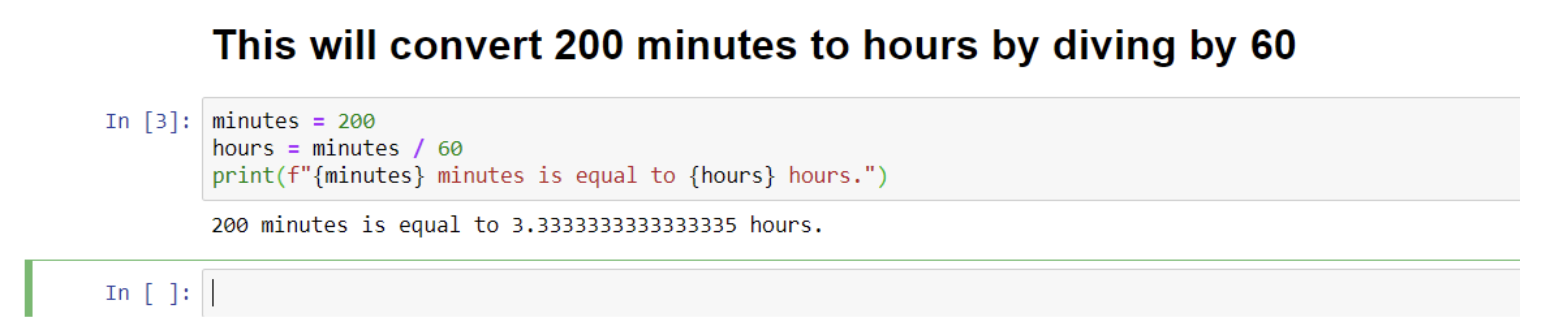 This will convert 200 minutes to hours by diving by 60
In [3]: minutes = 200
hours = minutes / 60
print(f"{minutes} minutes is equal to {hours} hours.")
200 minutes is equal to 3.3333333333333335 hours.
In [ ]: